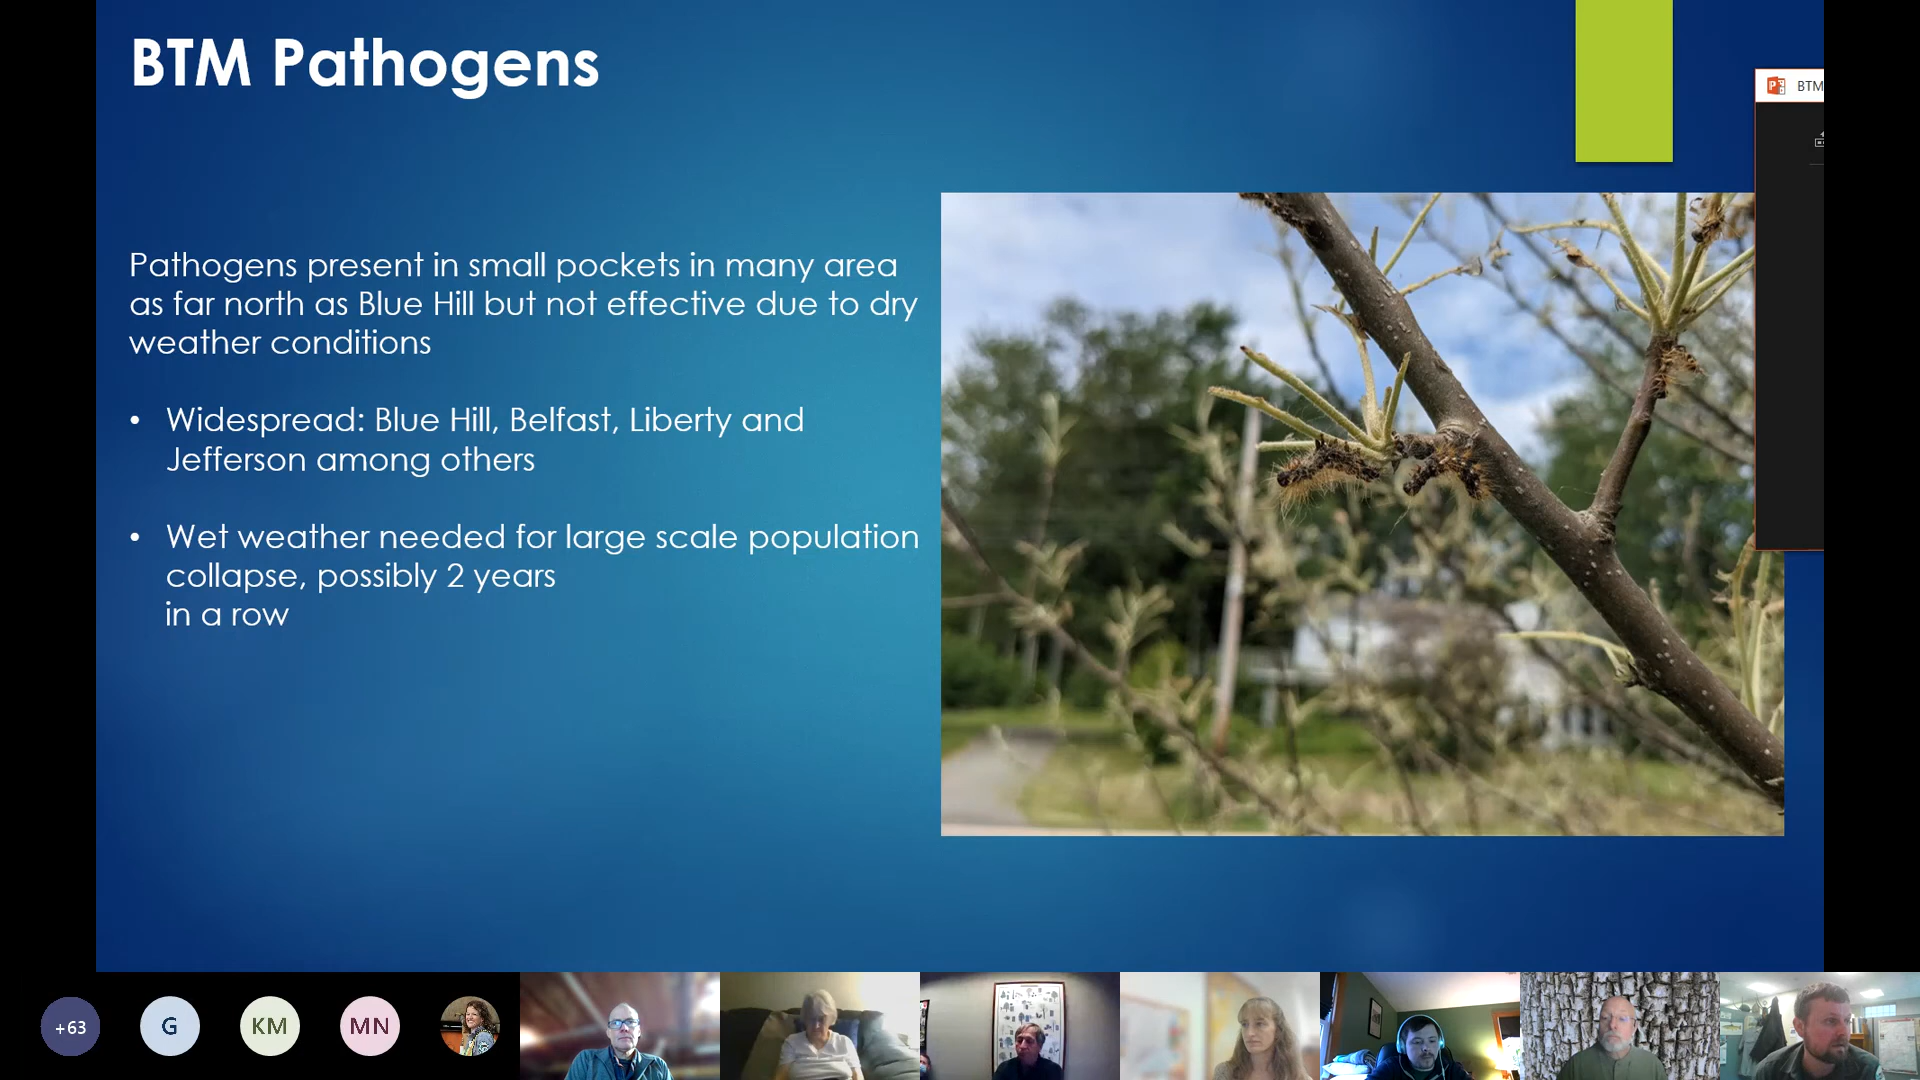 BTM Pathogens
BTM
Pathogens present in small pockets in many area
as far north as Blue Hill but not effective due to dry
weather conditions
• Widespread: Blue Hill, Belfast, Liberty and
Jefferson among others
• Wet weather needed for large scale population
collapse, possibly 2 years
in a row
+63
G
KM
MN